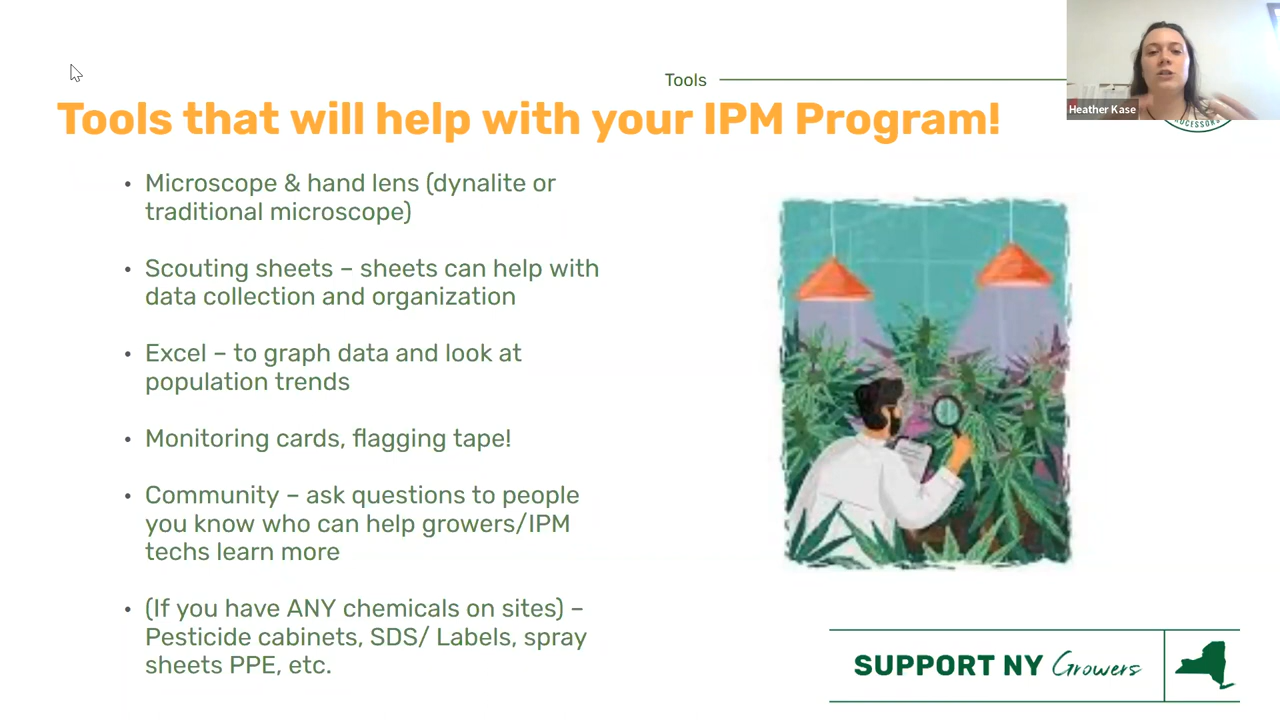 Tools
Heather Kase
Tools that will help with your IPM Program!
• Microscope & hand lens (dynalite or
traditional microscope)
• Scouting sheets – sheets can help with
data collection and organization
• Excel – to graph data and look at
population trends
• Monitoring cards, flagging tape!
• Community – ask questions to people
you know who can help growers/IPM
techs learn more
• (If you have ANY chemicals on sites) –
Pesticide cabinets, SDS/ Labels, spray
sheets PPE, etc.
SUPPORT NY Growers